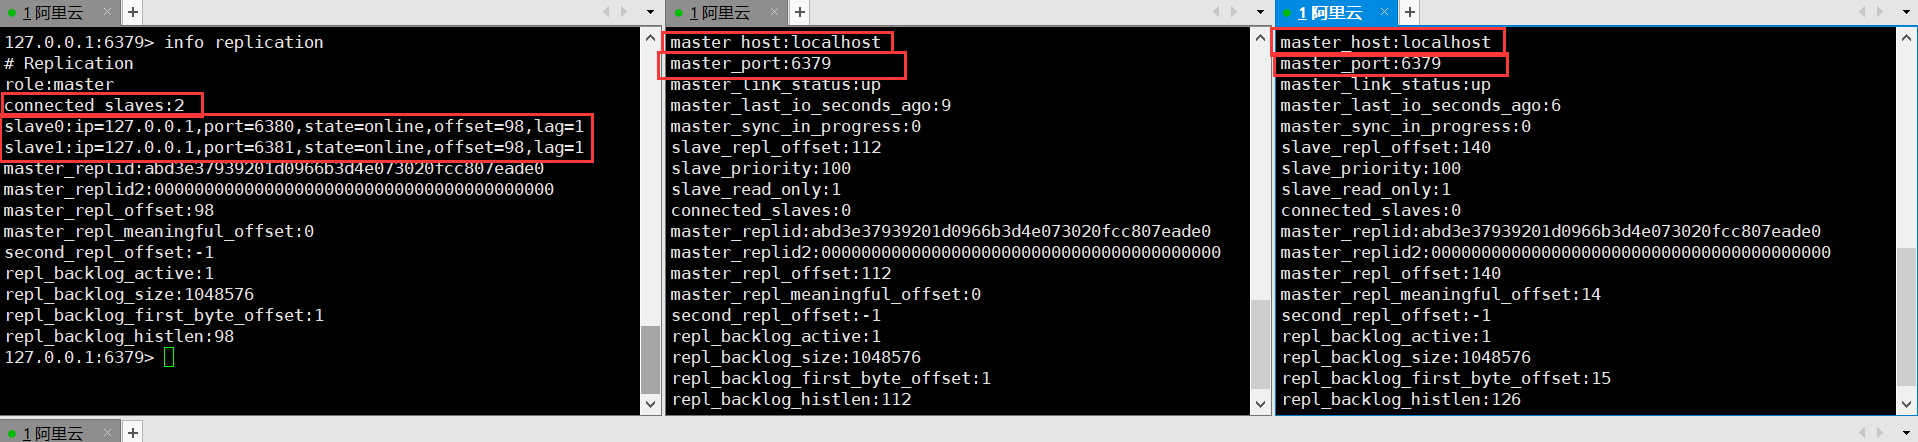 1 阿里云
127.0.0.1:6379> info replication
# Replication
role:master
connected_slaves:2
slave0:ip=127.0.0.1,port=6380,state=online,offset=98,lag=1
slave1:ip=127.0.0.1,port=6381,state=online,offset=98,lag=1
master_replid:abd3e37939201d0966b3d4e073020fcc807eade0
master_replid2:0000000000000000000000000000000000000000
master_repl_offset:98
master_repl_meaningful_offset:0
second_repl_offset:-1
repl_backlog_active:1
repl_backlog_size:1048576
repl_backlog_first_byte_offset:1
repl_backlog_histlen:98
127.0.0.1:6379>
1 阿里云
master_host:localhost
master_port:6379
master_link_status:up
master_last_io_seconds_ago:9
master_sync_in_progress:0
slave_repl_offset:112
slave_priority:100
slave_read_only:1
connected_slaves:0
master_replid:abd3e37939201d0966b3d4e073020fcc807eade0
master_replid2:0000000000000000000000000000000000000000
master_repl_offset:112
master_repl_meaningful_offset:0
second_repl_offset:-1
repl_backlog_active:1
repl_backlog_size:1048576
repl_backlog_first_byte_offset:1
repl_backlog_histlen:112
1 阿里云
master_host:localhost
master_port:6379
master_link_status:up
master_last_io_seconds_ago:6
master_sync_in_progress:0
slave_repl_offset:140
slave_priority:100
slave_read_only:1
connected_slaves:0
master_replid:abd3e37939201d0966b3d4e073020fcc807eade0
master_replid2:0000000000000000000000000000000000000000
master_repl_offset:140
master_repl_meaningful_offset:14
second_repl_offset:-1
repl_backlog_active:1
repl_backlog_size:1048576
repl_backlog_first_byte_offset:15
repl_backlog_histlen:126
1 阿里云